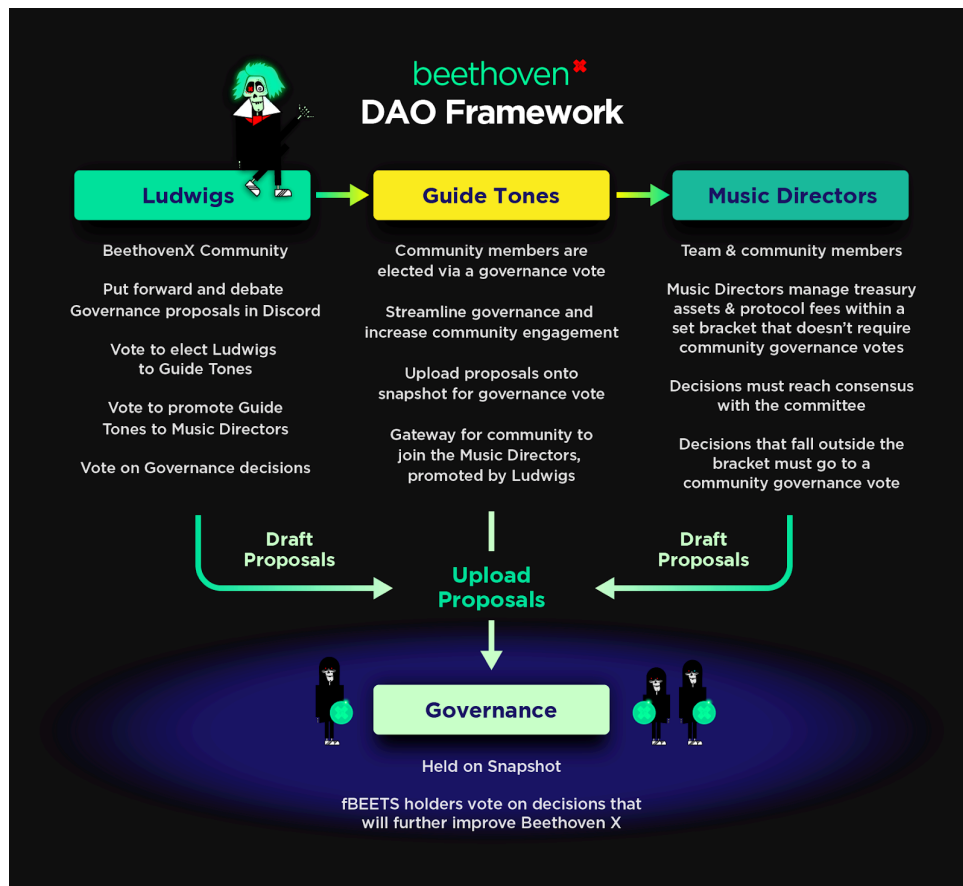 beethoven
DAO Framework
Ludwigs
BeethovenX Community
Put forward and debate
Governance proposals in Discord
Vote to elect Ludwigs
to Guide Tones
Vote to promote Guide
Tones to Music Directors
Vote on Governance decisions
Guide Tones
Community members are
elected via a governance vote
Streamline governance and
increase community engagement
Upload proposals onto
snapshot for governance vote
Gateway for community to
join the Music Directors,
promoted by Ludwigs
Music Directors
Team & community members
Music Directors manage treasury
assets & protocol fees within a
set bracket that doesn’t require
community governance votes
Decisions must reach consensus
with the committee
Decisions that fall outside the
bracket must go to a
community governance vote
Draft
Proposals
Upload
Proposals
Draft
Proposals
Governance
Held on Snapshot
fBEETS holders vote on decisions that
will further improve Beethoven X